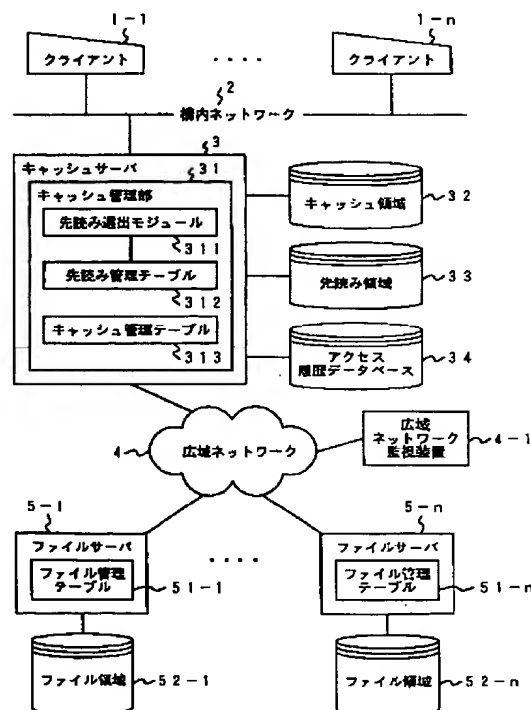 1-1
1-n
クライアント
‥‥
クライアント
2
構内ネットワーク
3
キャッシュサーバ
31
キャッシュ管理部
先読み選出モジュール
311
先読み管理テーブル
312
キャッシュ管理テーブル
313
キャッシュ領域
32
先読み領域
33
アクセス
履歴データベース
34
4
広域ネットワーク
広域
ネットワーク
監視装置
4-1
5-1
5-n
ファイルサーバ
ファイル管理
テーブル
51-1
‥‥
ファイルサーバ
ファイル管理
テーブル
51-n
ファイル領域
52-1
ファイル領域
52-n